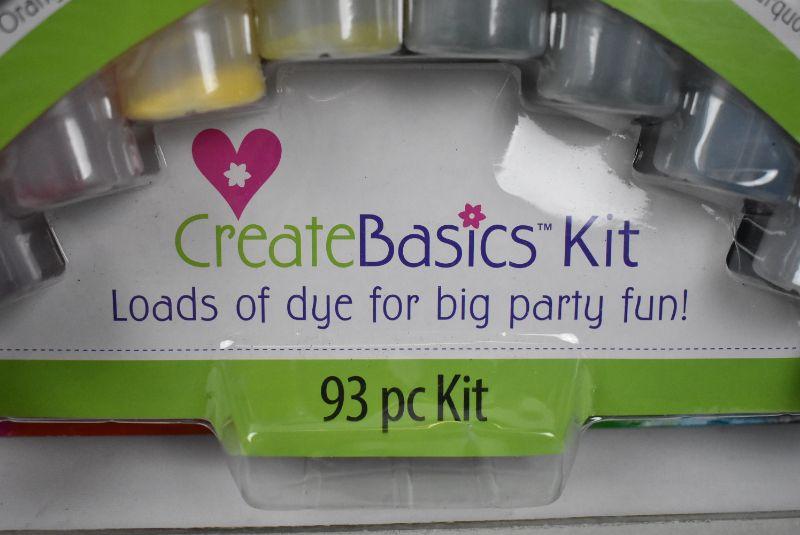 CreateBasics™ Kit
Loads of dye for big party fun!
93 pc Kit